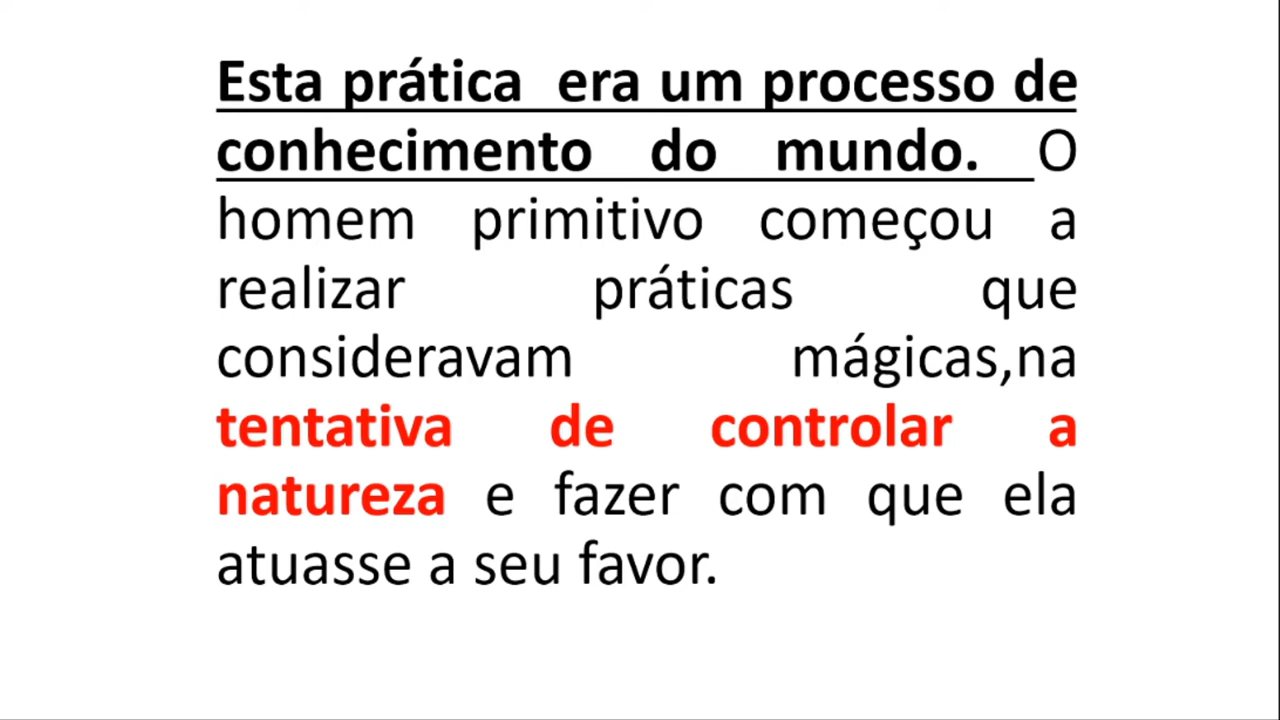 Esta prática era um processo de
conhecimento do mundo. O
homem primitivo começou a
realizar práticas que
consideravam mágicas,na
tentativa de controlar a
natureza e fazer com que ela
atuasse a seu favor.